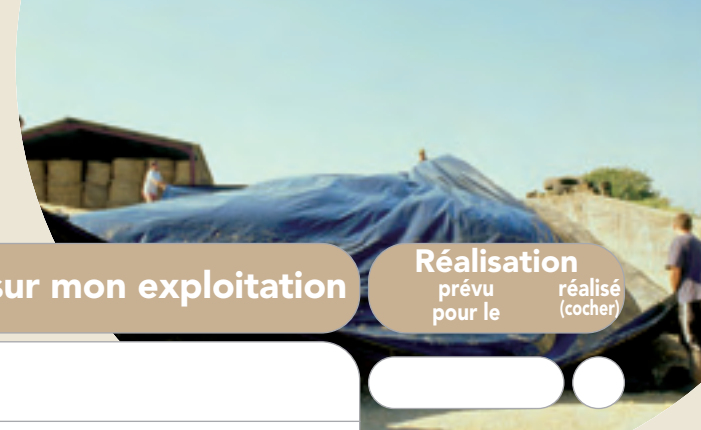 sur mon exploitation
Réalisation
prévu
pour le
réalisé
(cocher)